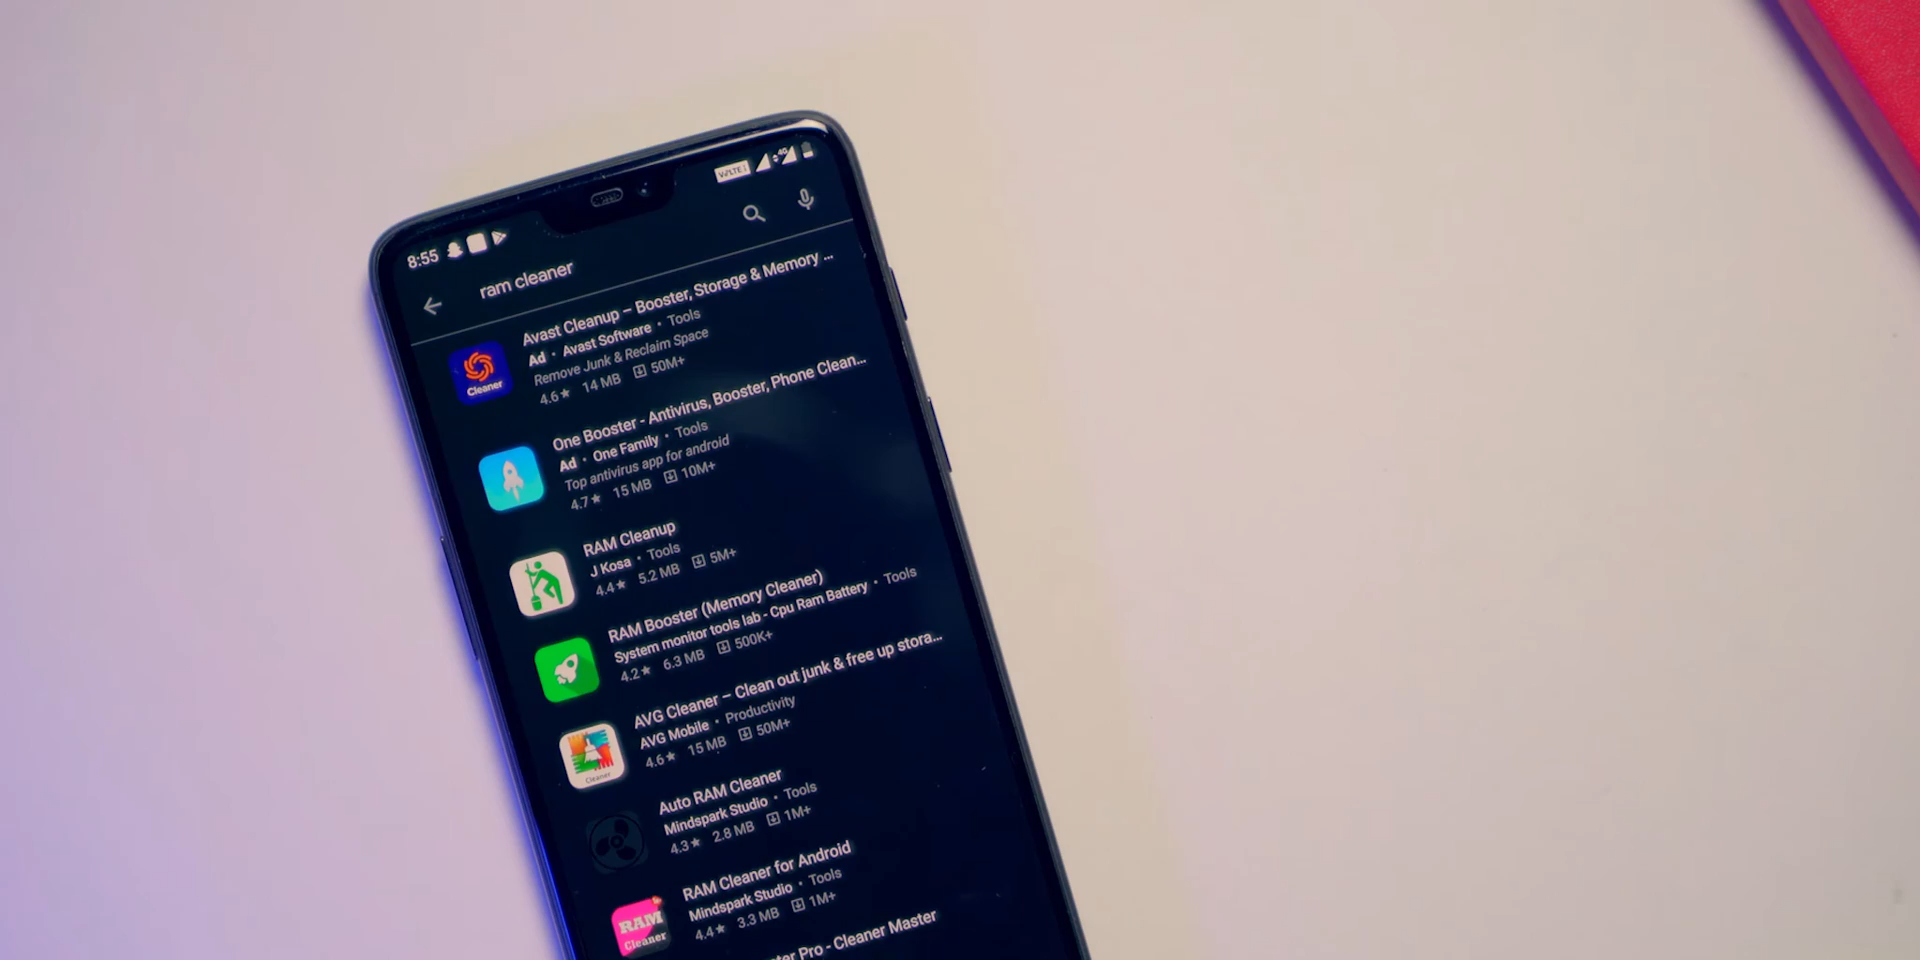 8:55
VoLTE 4G
ram cleaner
Avast Cleanup – Booster, Storage & Memory ...
Ad • Avast Software • Tools
Remove Junk & Reclaim Space
4.6★ 14 MB 50M+
Cleaner
One Booster - Antivirus, Booster, Phone Clean...
Ad • One Family • Tools
Top antivirus app for android
4.7★ 15 MB 10M+
RAM Cleanup
J Kosa • Tools
4.4★ 5.2 MB 5M+
RAM Booster (Memory Cleaner)
System monitor tools lab - Cpu Ram Battery • Tools
4.2★ 6.3 MB 500K+
AVG Cleaner – Clean out junk & free up stora...
AVG Mobile • Productivity
4.6★ 15 MB 50M+
Cleaner
Auto RAM Cleaner
Mindspark Studio • Tools
4.3★ 2.8 MB 1M+
RAM Cleaner for Android
Mindspark Studio • Tools
4.4★ 3.3 MB 1M+
RAM
Cleaner
Pro - Cleaner Master